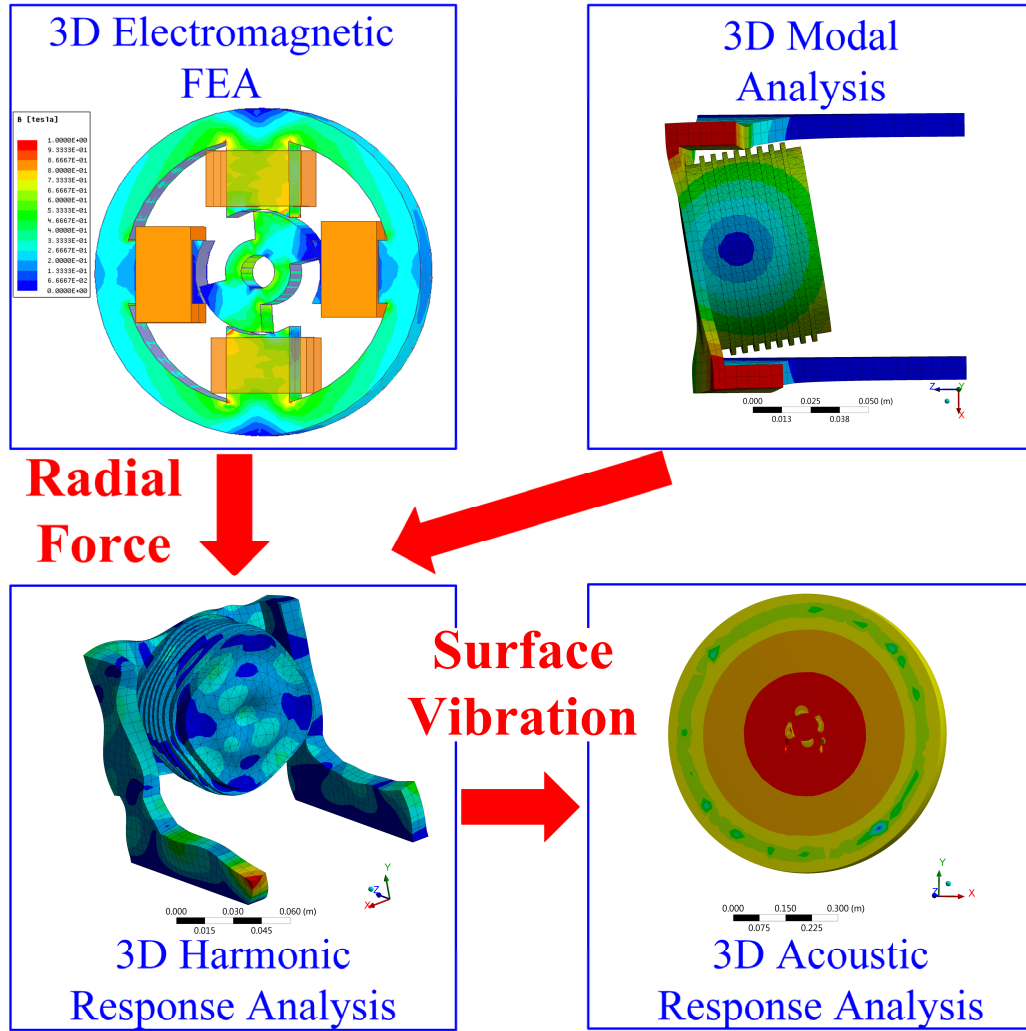 3D Electromagnetic
FEA
B [tesla]
1.0000E+00
9.3333E-01
8.6667E-01
8.0000E-01
7.3333E-01
6.6667E-01
6.0000E-01
5.3333E-01
4.6667E-01
4.0000E-01
3.3333E-01
2.6667E-01
2.0000E-01
1.3333E-01
6.6667E-02
0.0000E+00
3D Modal
Analysis
0.000 0.025 0.050 (m)
0.013 0.038
Z Y
X
Radial
Force
Surface
Vibration
Y
Z
X
0.000 0.030 0.060 (m)
0.015 0.045
3D Harmonic
Response Analysis
Y
Z X
0.000 0.150 0.300 (m)
0.075 0.225
3D Acoustic
Response Analysis